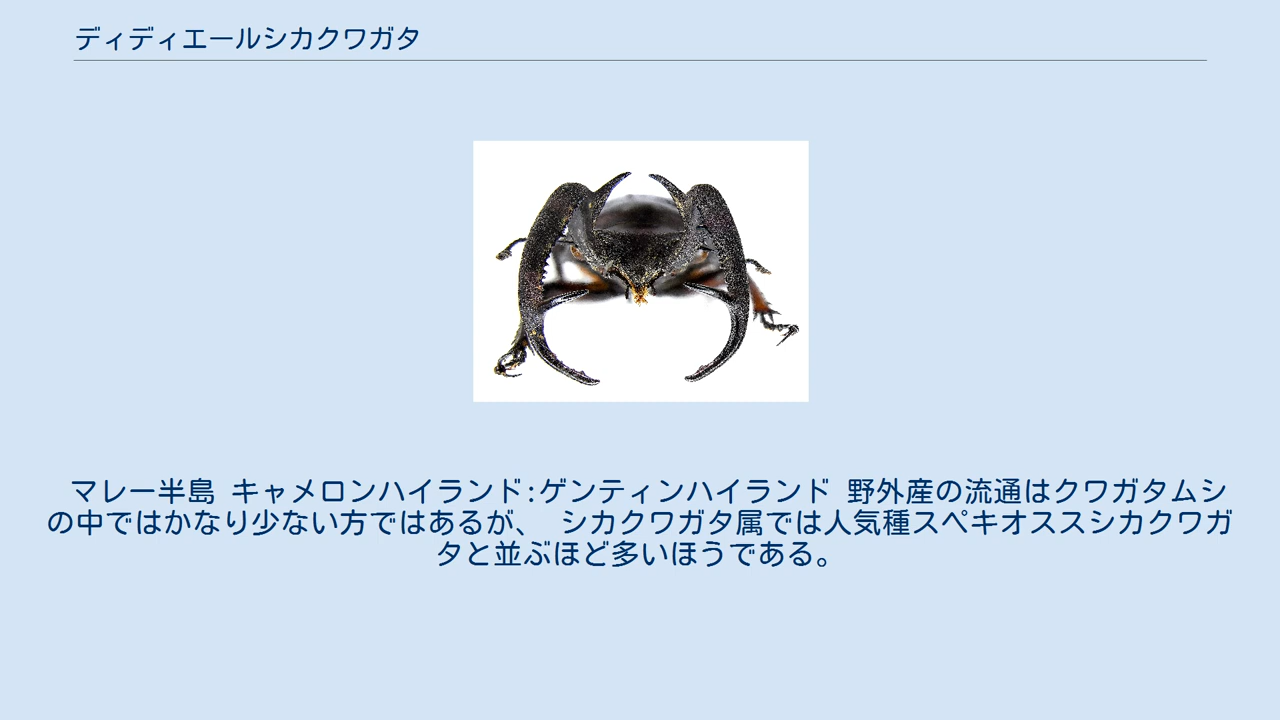 ディディエールシカクワガタ
マレー半島 キャメロンハイランド:ゲンティンハイランド 野外産の流通はクワガタムシ
の中ではかなり少ない方ではあるが、 シカクワガタ属では人気種スペキオススシカクワガ
タと並ぶほど多いほうである。